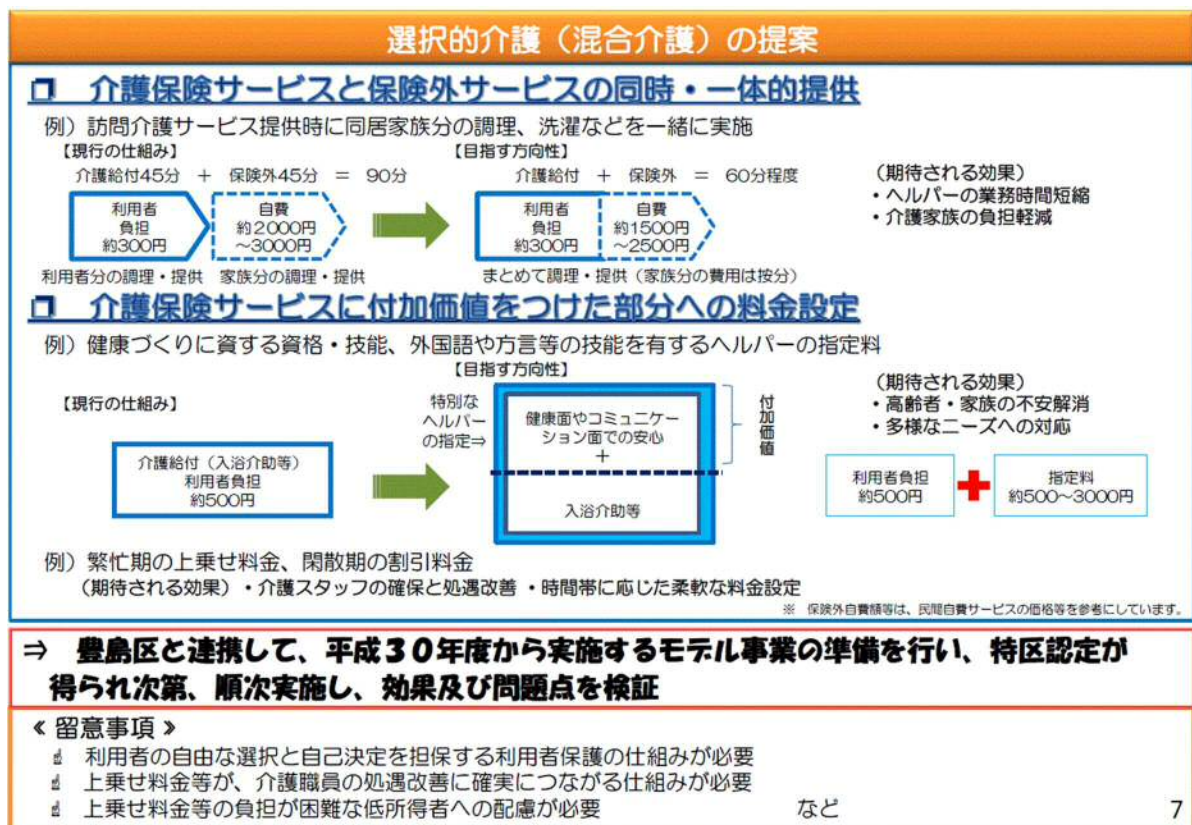 選択的介護（混合介護）の提案
❐ 介護保険サービスと保険外サービスの同時・一体的提供
例）訪問介護サービス提供時に同居家族分の調理、洗濯などを一緒に実施
【現行の仕組み】
介護給付45分 ＋ 保険外45分 ＝ 90分
利用者
負担
約300円
自費
約2000円
～3000円
利用者分の調理・提供 家族分の調理・提供
【目指す方向性】
介護給付 ＋ 保険外 ＝ 60分程度
利用者
負担
約300円
自費
約1500円
～2500円
まとめて調理・提供（家族分の費用は按分）
（期待される効果）
・ヘルパーの業務時間短縮
・介護家族の負担軽減
❐ 介護保険サービスに付加価値をつけた部分への料金設定
例）健康づくりに資する資格・技能、外国語や方言等の技能を有するヘルパーの指定料
【現行の仕組み】
介護給付（入浴介助等）
利用者負担
約500円
【目指す方向性】
特別な
ヘルパー
の指定⇒
健康面やコミュニケー
ション面での安心
＋
入浴介助等
付加価値
（期待される効果）
・高齢者・家族の不安解消
・多様なニーズへの対応
利用者負担
約500円
指定料
約500～3000円
例）繁忙期の上乗せ料金、閑散期の割引料金
（期待される効果）・介護スタッフの確保と処遇改善 ・時間帯に応じた柔軟な料金設定
※ 保険外自費額等は、民間自費サービスの価格等を参考にしています。
⇒ 豊島区と連携して、平成３０年度から実施するモデル事業の準備を行い、特区認定が
得られ次第、順次実施し、効果及び問題点を検証
≪ 留意事項 ≫
利用者の自由な選択と自己決定を担保する利用者保護の仕組みが必要
上乗せ料金等が、介護職員の処遇改善に確実につながる仕組みが必要
上乗せ料金等の負担が困難な低所得者への配慮が必要 など
7